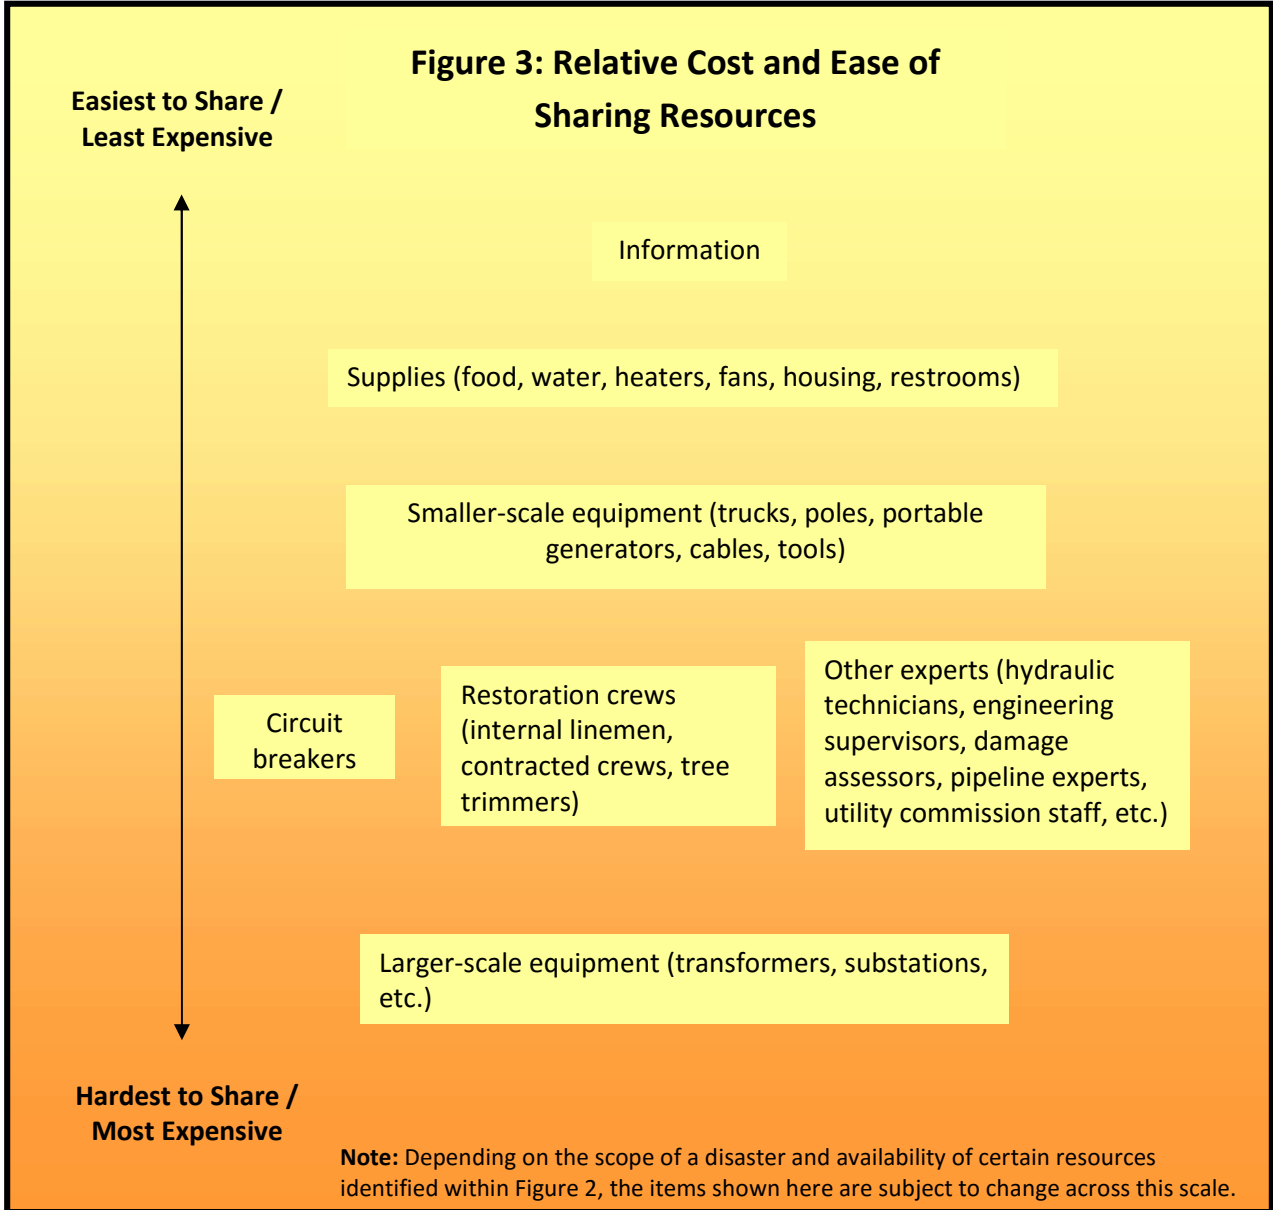 Figure 3: Relative Cost and Ease of
Sharing Resources
Easiest to Share /
Least Expensive
Information
Supplies (food, water, heaters, fans, housing, restrooms)
Smaller-scale equipment (trucks, poles, portable
generators, cables, tools)
Circuit
breakers
Restoration crews
(internal linemen,
contracted crews, tree
trimmers)
Other experts (hydraulic
technicians, engineering
supervisors, damage
assessors, pipeline experts,
utility commission staff, etc.)
Larger-scale equipment (transformers, substations,
etc.)
Hardest to Share /
Most Expensive
Note: Depending on the scope of a disaster and availability of certain resources
identified within Figure 2, the items shown here are subject to change across this scale.